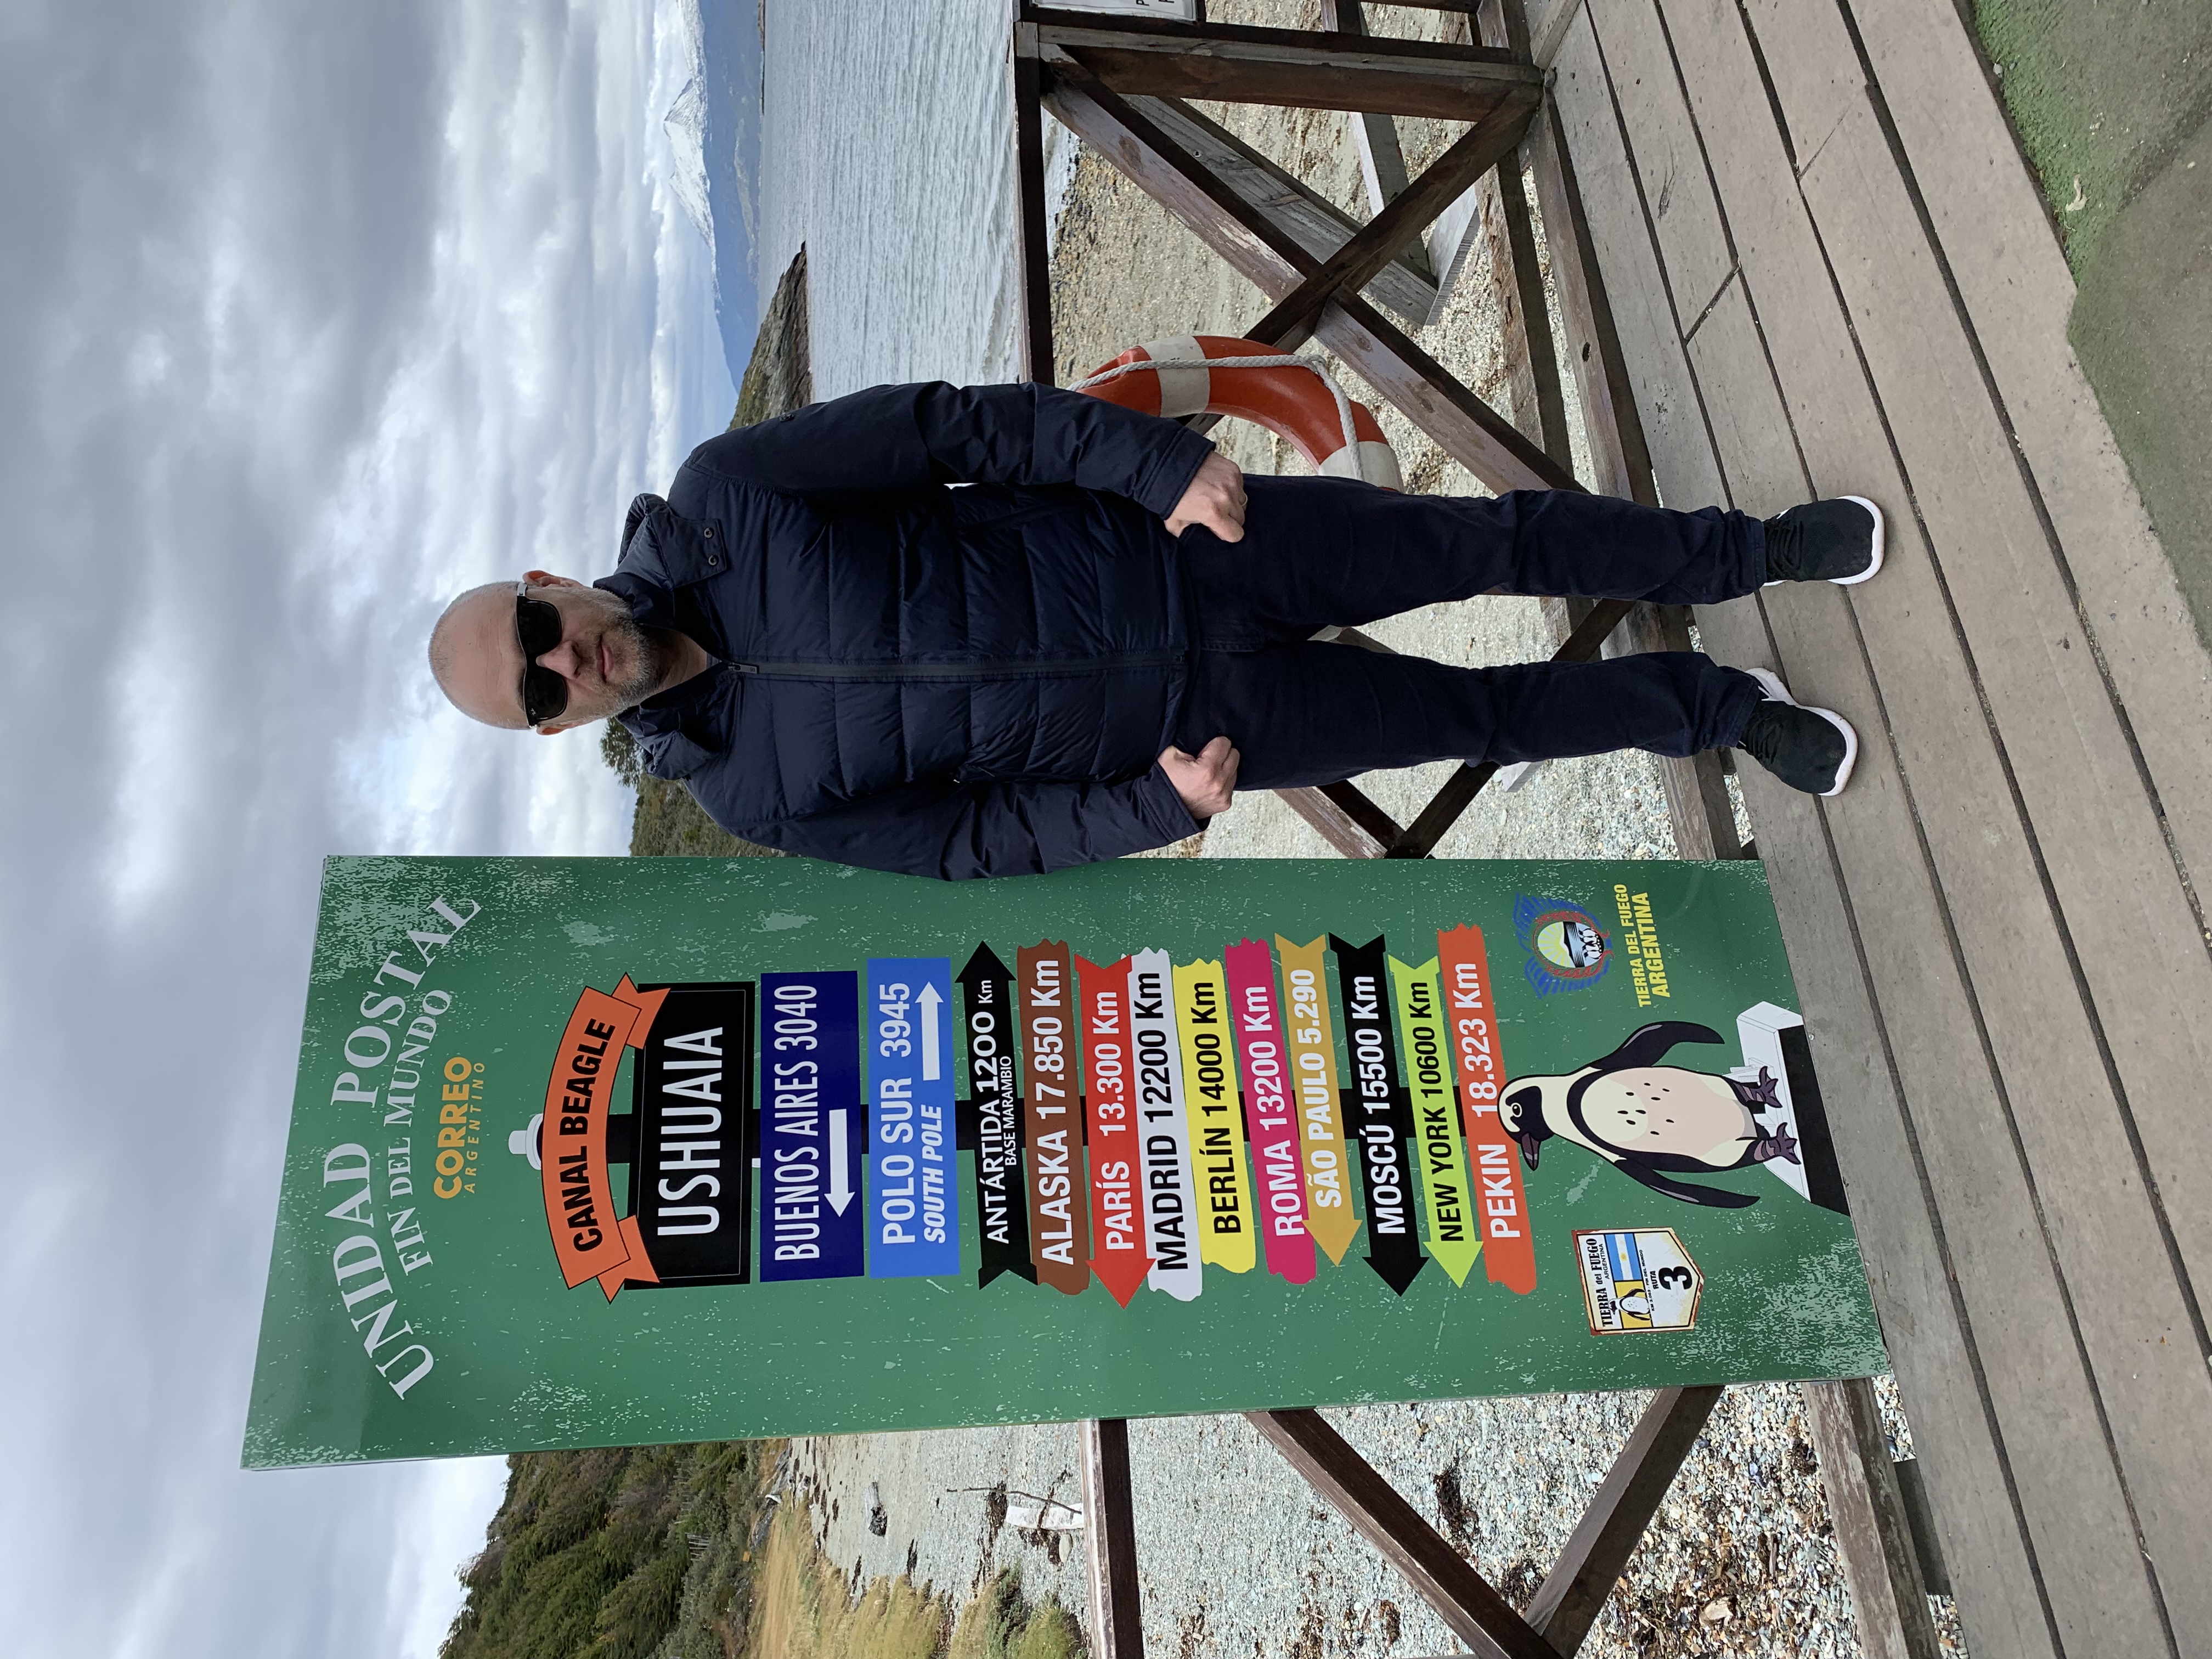 UNIDAD POSTAL
FIN DEL MUNDO
CORREO
ARGENTINO
CANAL BEAGLE
USHUAIA
BUENOS AIRES 3040
POLO SUR 3945
SOUTH POLE
ANTÁRTIDA 1200 Km
BASE MARAMBIO
ALASKA 17.850 Km
PARÍS 13.300 Km
MADRID 12200 Km
BERLÍN 14000 Km
ROMA 13200 Km
SÃO PAULO 5.290
MOSCÚ 15500 Km
NEW YORK 10600 Km
PEKIN 18.323 Km
TIERRA del FUEGO
ARGENTINA
RUTA
3
TIERRA DEL FUEGO
ARGENTINA